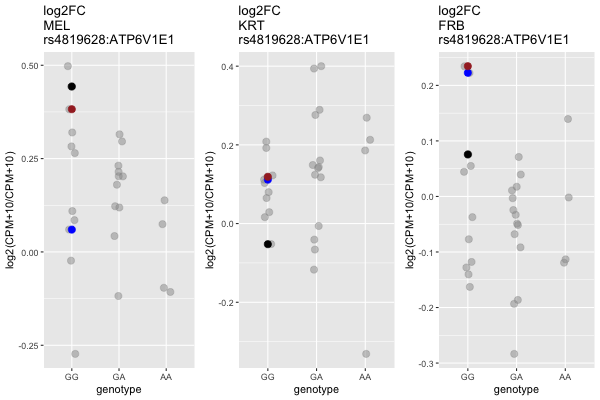 log2FC
MEL
rs4819628:ATP6V1E1
log2(CPM+10/CPM+10)
0.50
0.25
0.00
-0.25
GG GA AA
genotype
log2FC
KRT
rs4819628:ATP6V1E1
log2(CPM+10/CPM+10)
0.4
0.2
0.0
-0.2
GG GA AA
genotype
log2FC
FRB
rs4819628:ATP6V1E1
log2(CPM+10/CPM+10)
0.2
0.1
0.0
-0.1
-0.2
-0.3
GG GA AA
genotype